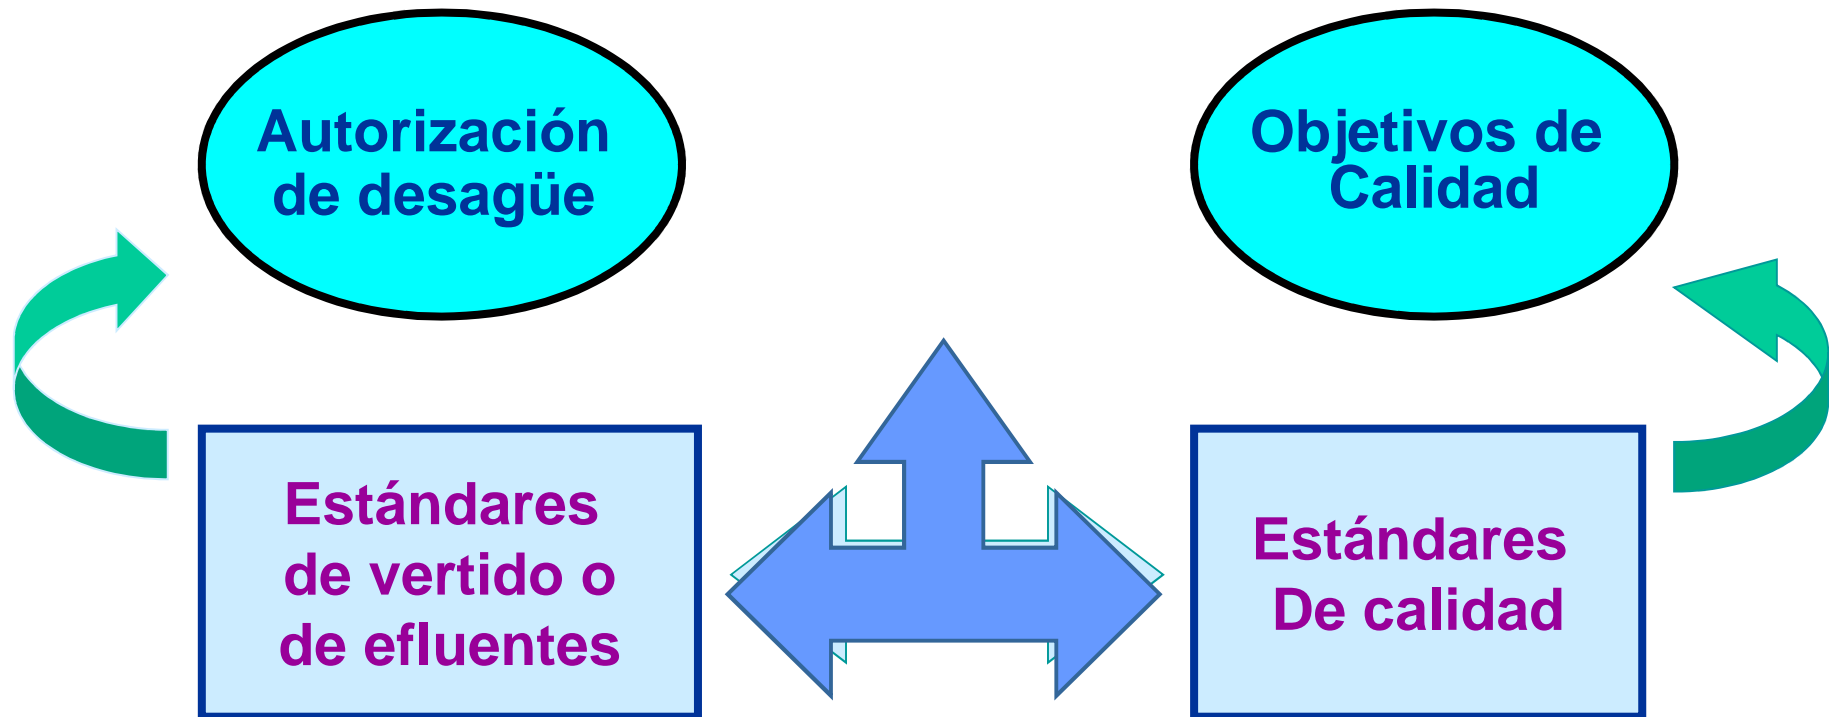 Autorización
de desagüe
Objetivos de
Calidad
Estándares
de vertido o
de efluentes
Estándares
De calidad